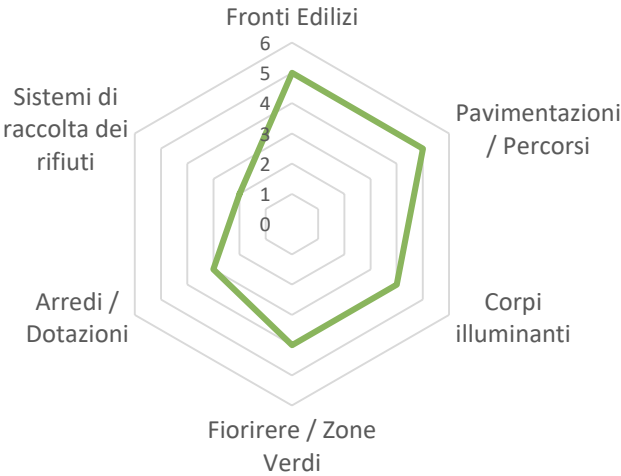 Fronti Edilizi
6
5
4
3
2
1
0
Pavimentazioni
/ Percorsi
Corpi
illuminanti
Fiorirere / Zone
Verdi
Arredi /
Dotazioni
Sistemi di
raccolta dei
rifiuti